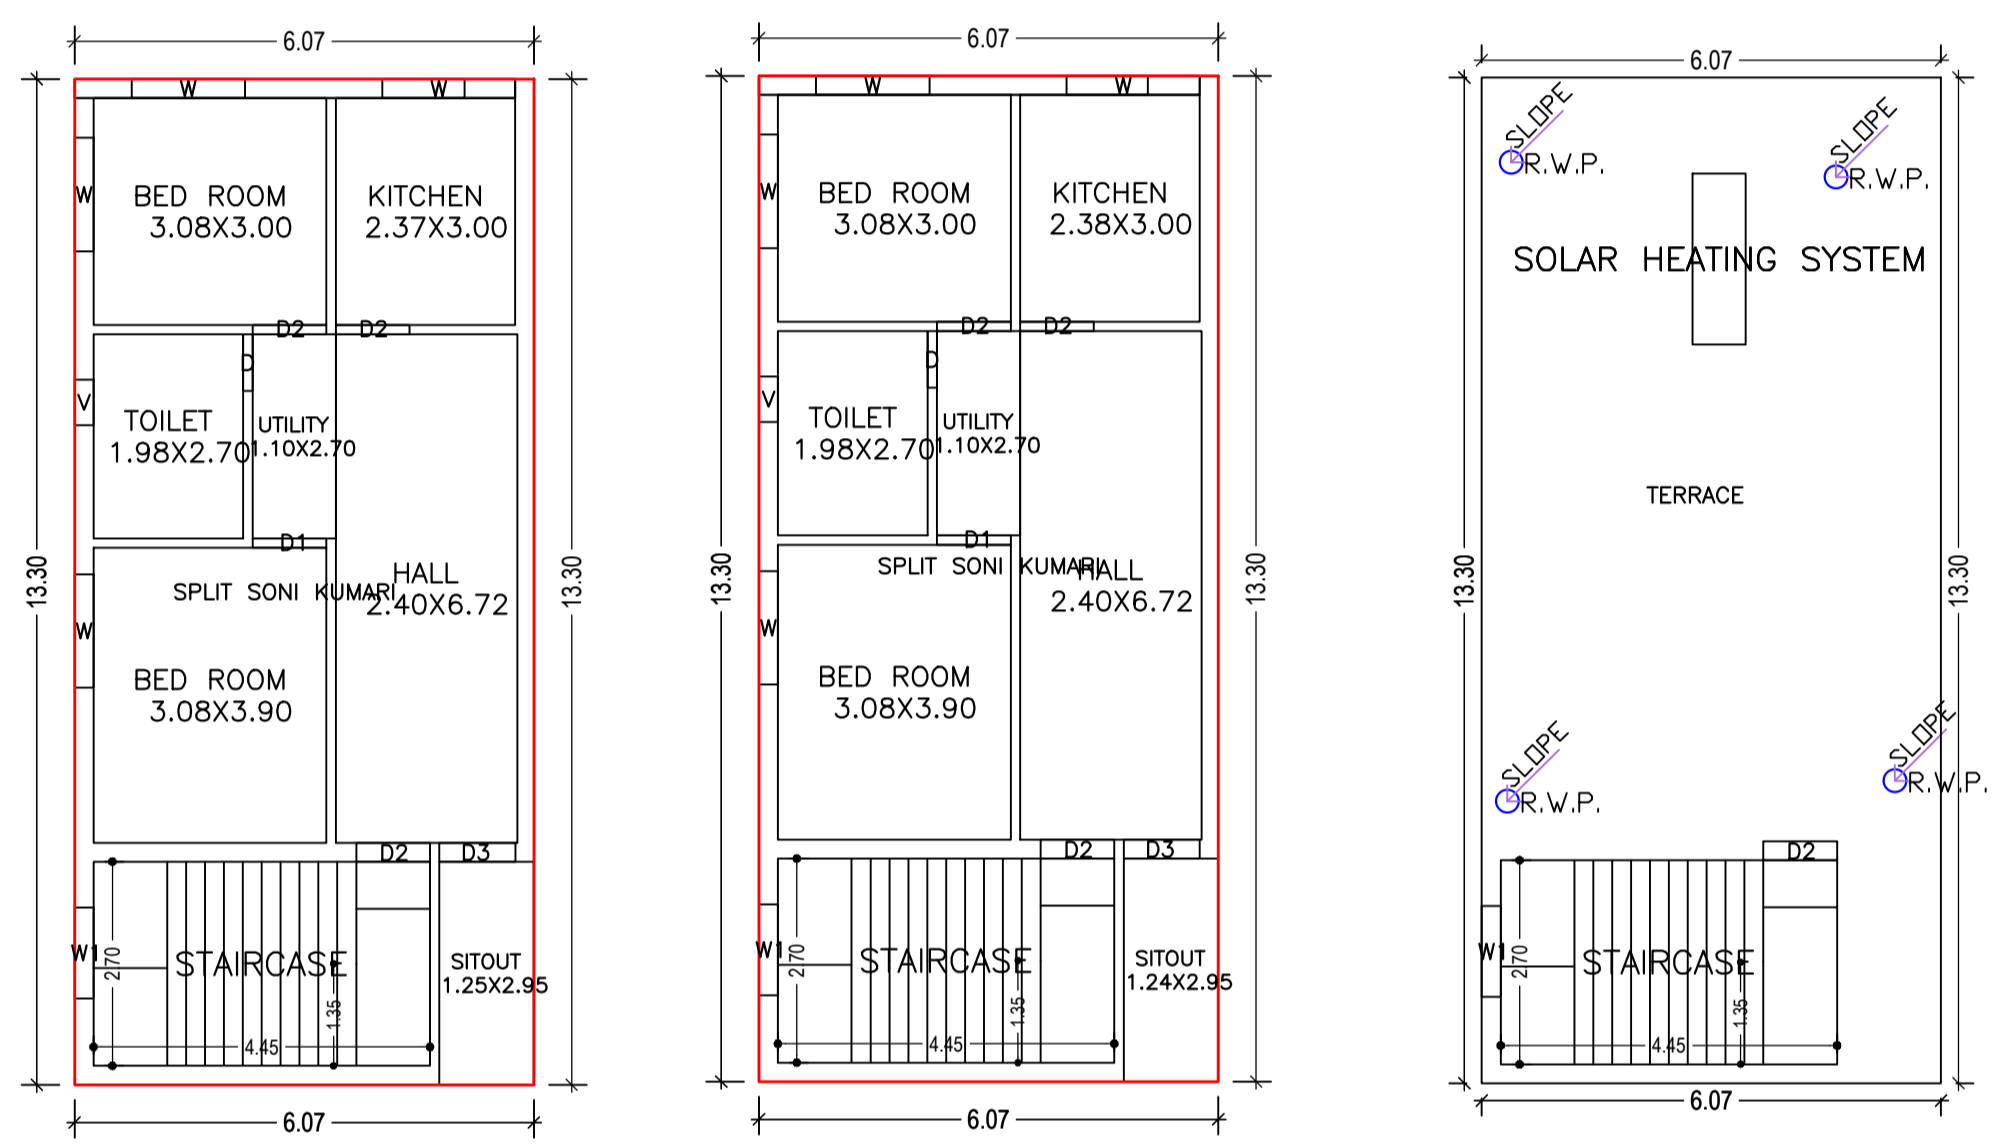 6.07
W
W
13.30
13.30
W
BED ROOM
3.08X3.00
KITCHEN
2.37X3.00
D2
D2
D
V
TOILET
1.98X2.70
UTILITY
1.10X2.70
D1
SPLIT SONI KUMARI
HALL
2.40X6.72
W
BED ROOM
3.08X3.90
D2
D3
W1
2.70
STAIRCASE
1.35
4.45
SITOUT
1.25X2.95
6.07
6.07
W
W
13.30
13.30
W
BED ROOM
3.08X3.00
KITCHEN
2.38X3.00
D2
D2
D
V
TOILET
1.98X2.70
UTILITY
1.10X2.70
D1
SPLIT SONI KUMARI
HALL
2.40X6.72
W
BED ROOM
3.08X3.90
D2
D3
W1
2.70
STAIRCASE
1.35
4.45
SITOUT
1.24X2.95
6.07
6.07
SLOPE
R.W.P.
SLOPE
R.W.P.
SOLAR HEATING SYSTEM
TERRACE
13.30
13.30
SLOPE
R.W.P.
SLOPE
R.W.P.
D2
W1
2.70
STAIRCASE
1.35
4.45
6.07